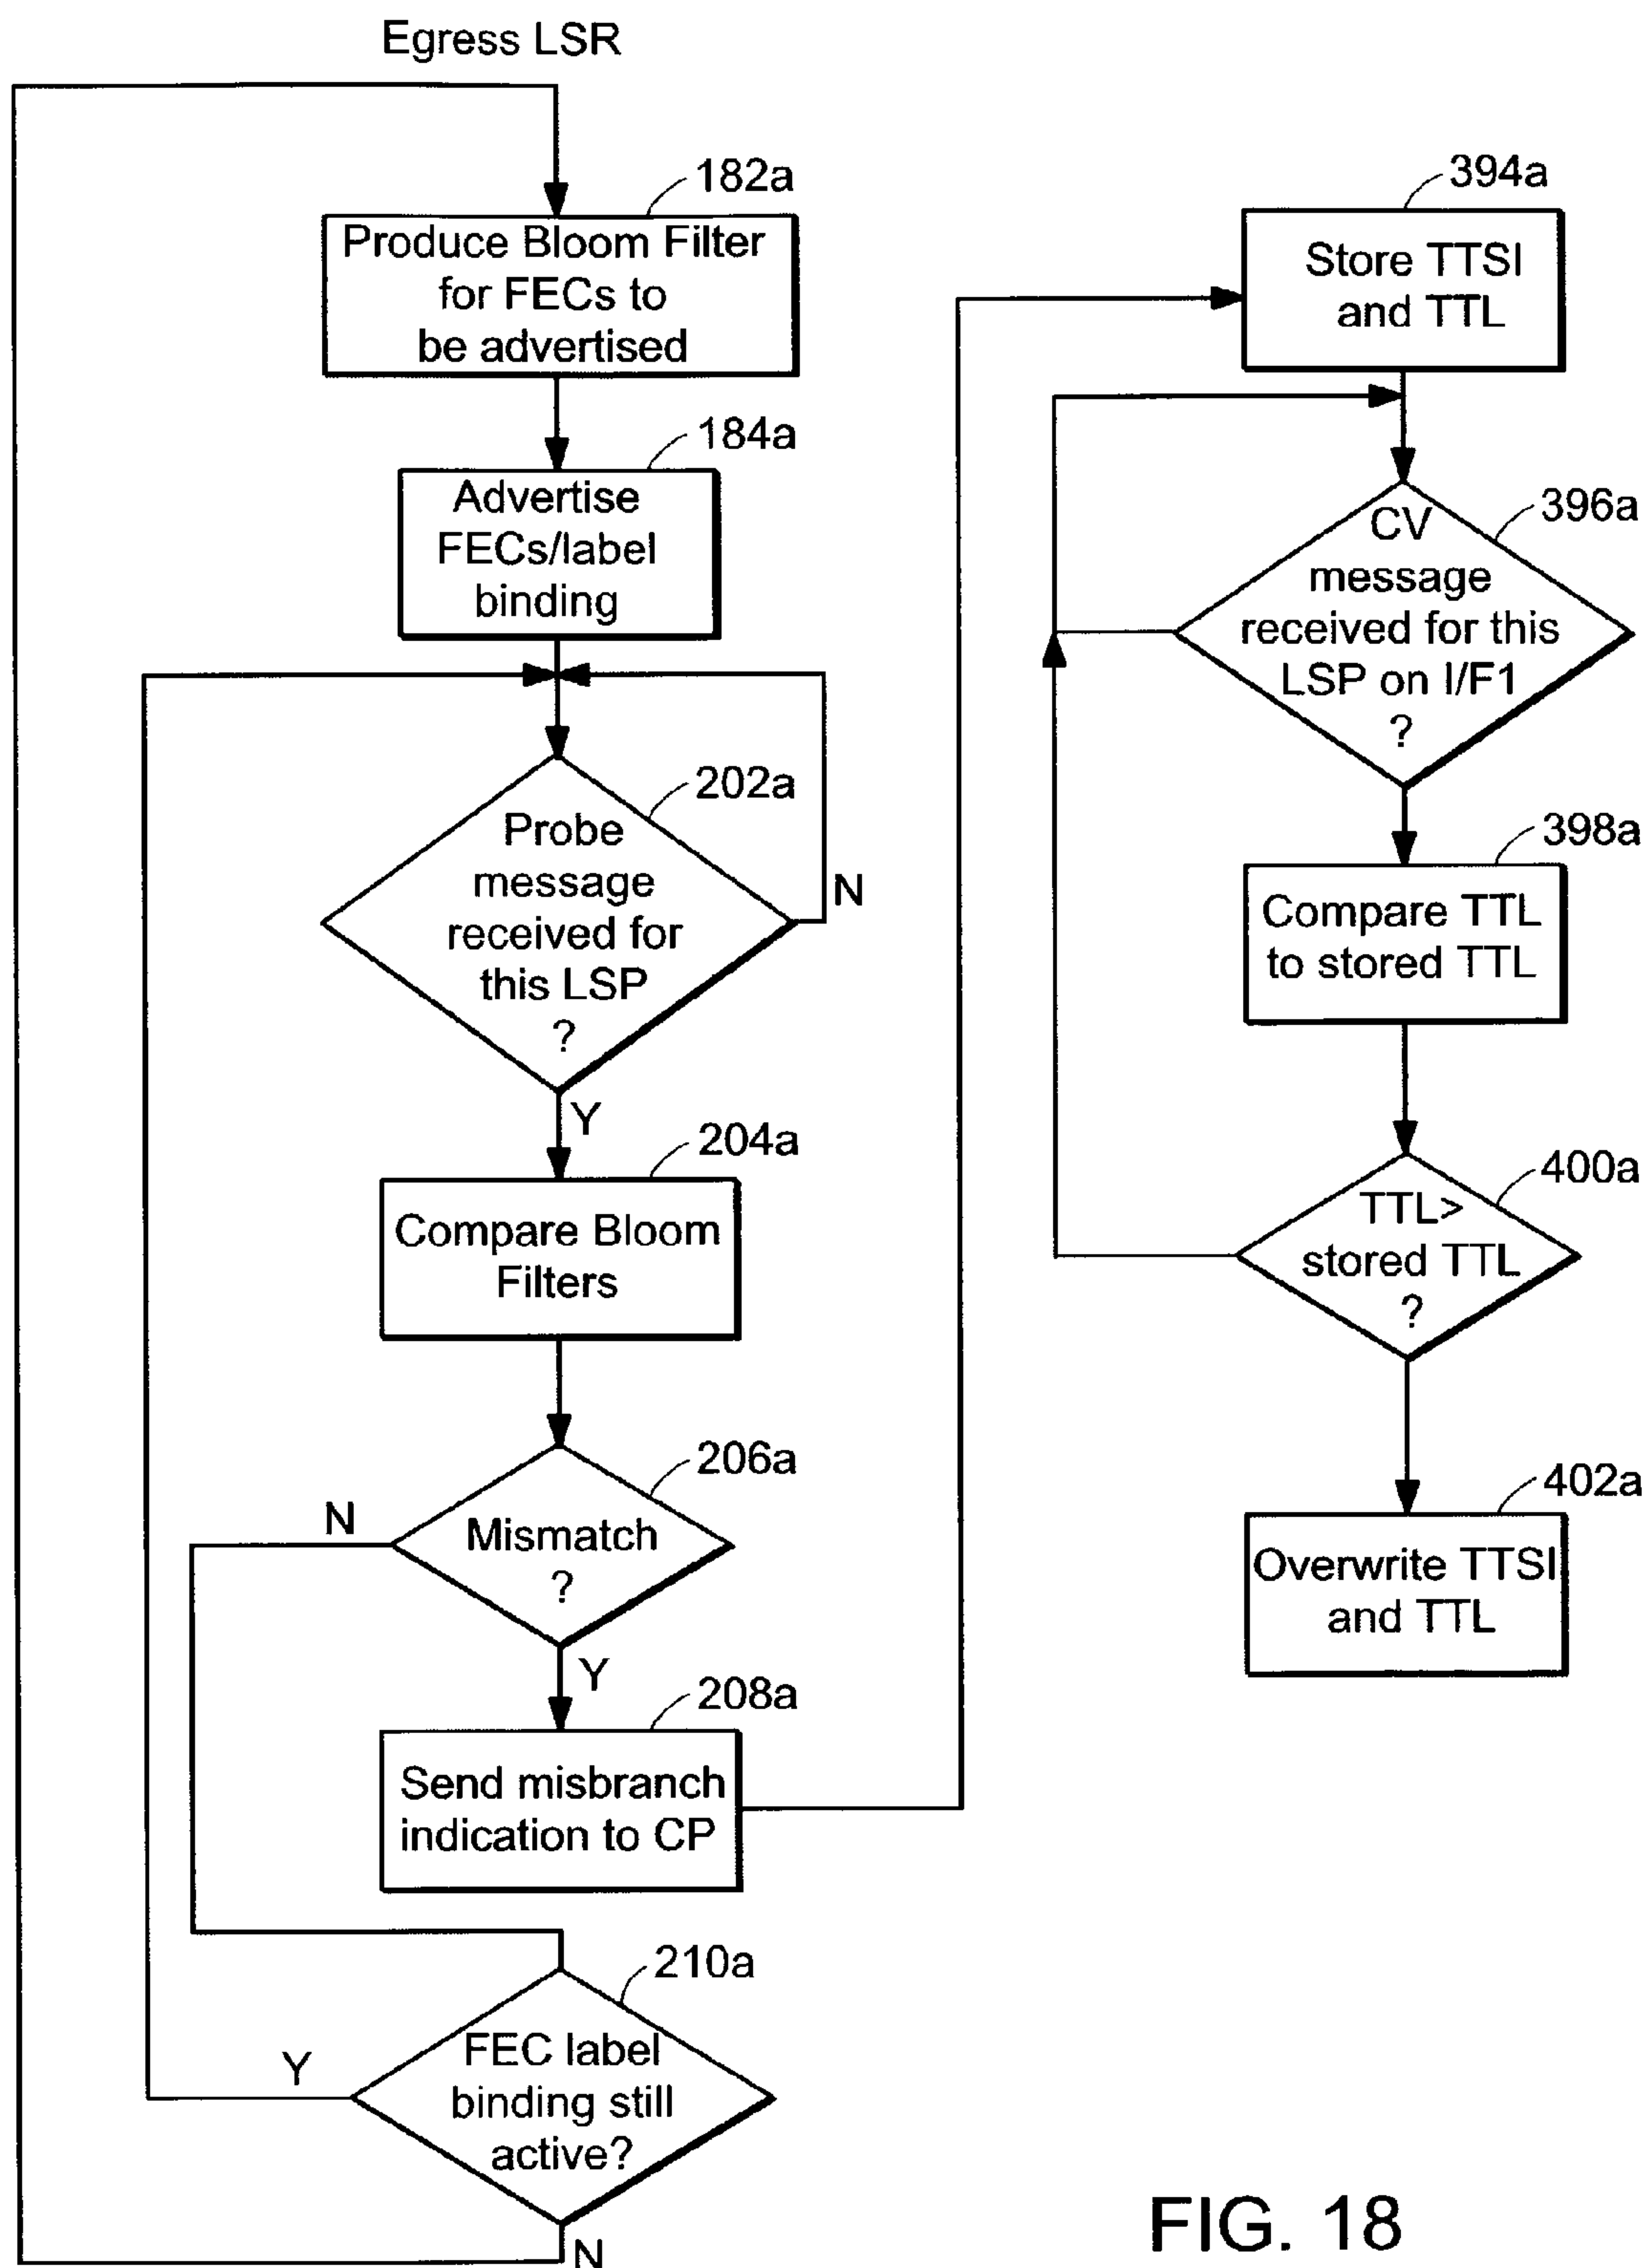 Egress LSR
182a
Produce Bloom Filter
for FECs to
be advertised
184a
Advertise
FECs/label
binding
202a
Probe
message
received for
this LSP
?
N
Y
204a
Compare Bloom
Filters
206a
Mismatch
?
N
Y
208a
Send misbranch
indication to CP
210a
FEC label
binding still
active?
Y
N
394a
Store TTSI
and TTL
396a
CV
message
received for this
LSP on I/F1
?
398a
Compare TTL
to stored TTL
400a
TTL>
stored TTL
?
402a
Overwrite TTSI
and TTL
FIG. 18